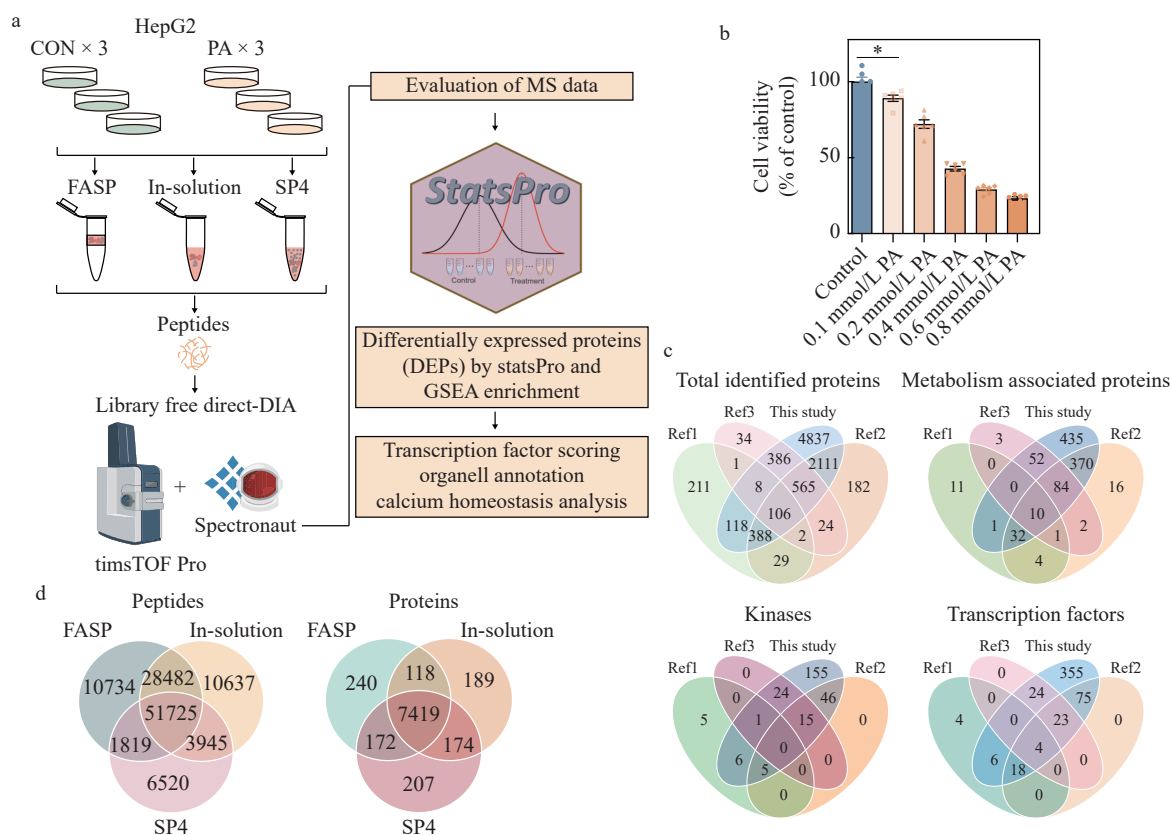 a
HepG2
CON × 3
PA × 3
FASP
In-solution
SP4
Peptides
Library free direct-DIA
+
Spectronaut
timsTOF Pro
Evaluation of MS data
StatsPro
Control
Treatment
Differentially expressed proteins
(DEPs) by statsPro and
GSEA enrichment
Transcription factor scoring
organell annotation
calcium homeostasis analysis
b
Cell viability
(% of control)
100
50
0
*
Control
0.1 mmol/L PA
0.2 mmol/L PA
0.4 mmol/L PA
0.6 mmol/L PA
0.8 mmol/L PA
c
Total identified proteins
Ref1
Ref3
This study
Ref2
34
4837
386
2111
1
211
8
565
182
106
118
24
388
2
29
Metabolism associated proteins
Ref1
Ref3
This study
Ref2
3
435
52
370
0
11
0
84
16
10
1
2
32
1
4
Kinases
Ref1
Ref3
This study
Ref2
0
155
24
46
0
5
1
15
0
0
6
0
5
0
0
Transcription factors
Ref1
Ref3
This study
Ref2
0
355
24
75
0
4
0
23
0
4
6
0
18
0
0
d
Peptides
FASP
In-solution
10734
28482
10637
51725
1819
3945
6520
SP4
Proteins
FASP
In-solution
240
118
189
7419
172
174
207
SP4